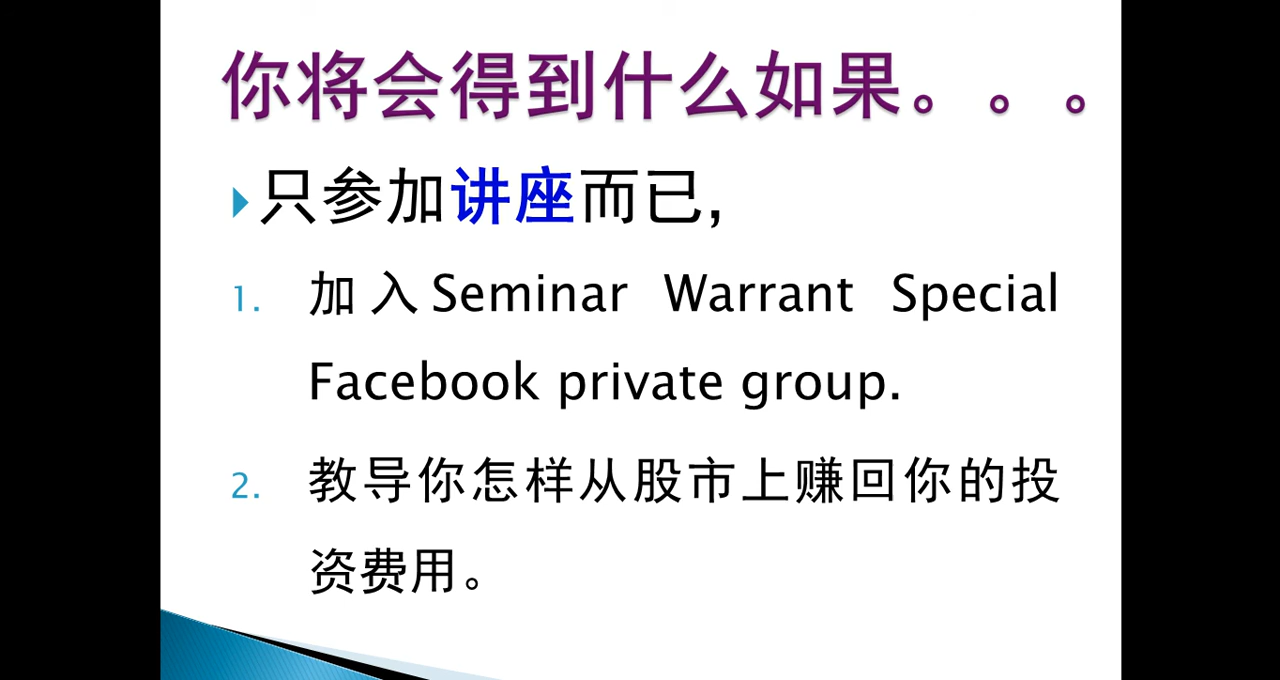 你将会得到什么如果。。。
只参加讲座而已,
1. 加入Seminar Warrant Special
Facebook private group.
2. 教导你怎样从股市上赚回你的投
资费用。